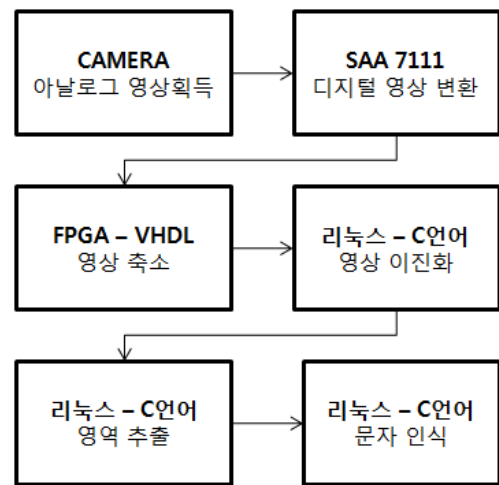 CAMERA
아날로그 영상획득
SAA 7111
디지털 영상 변환
FPGA – VHDL
영상 축소
리눅스 – C언어
영상 이진화
리눅스 – C언어
영역 추출
리눅스 – C언어
문자 인식